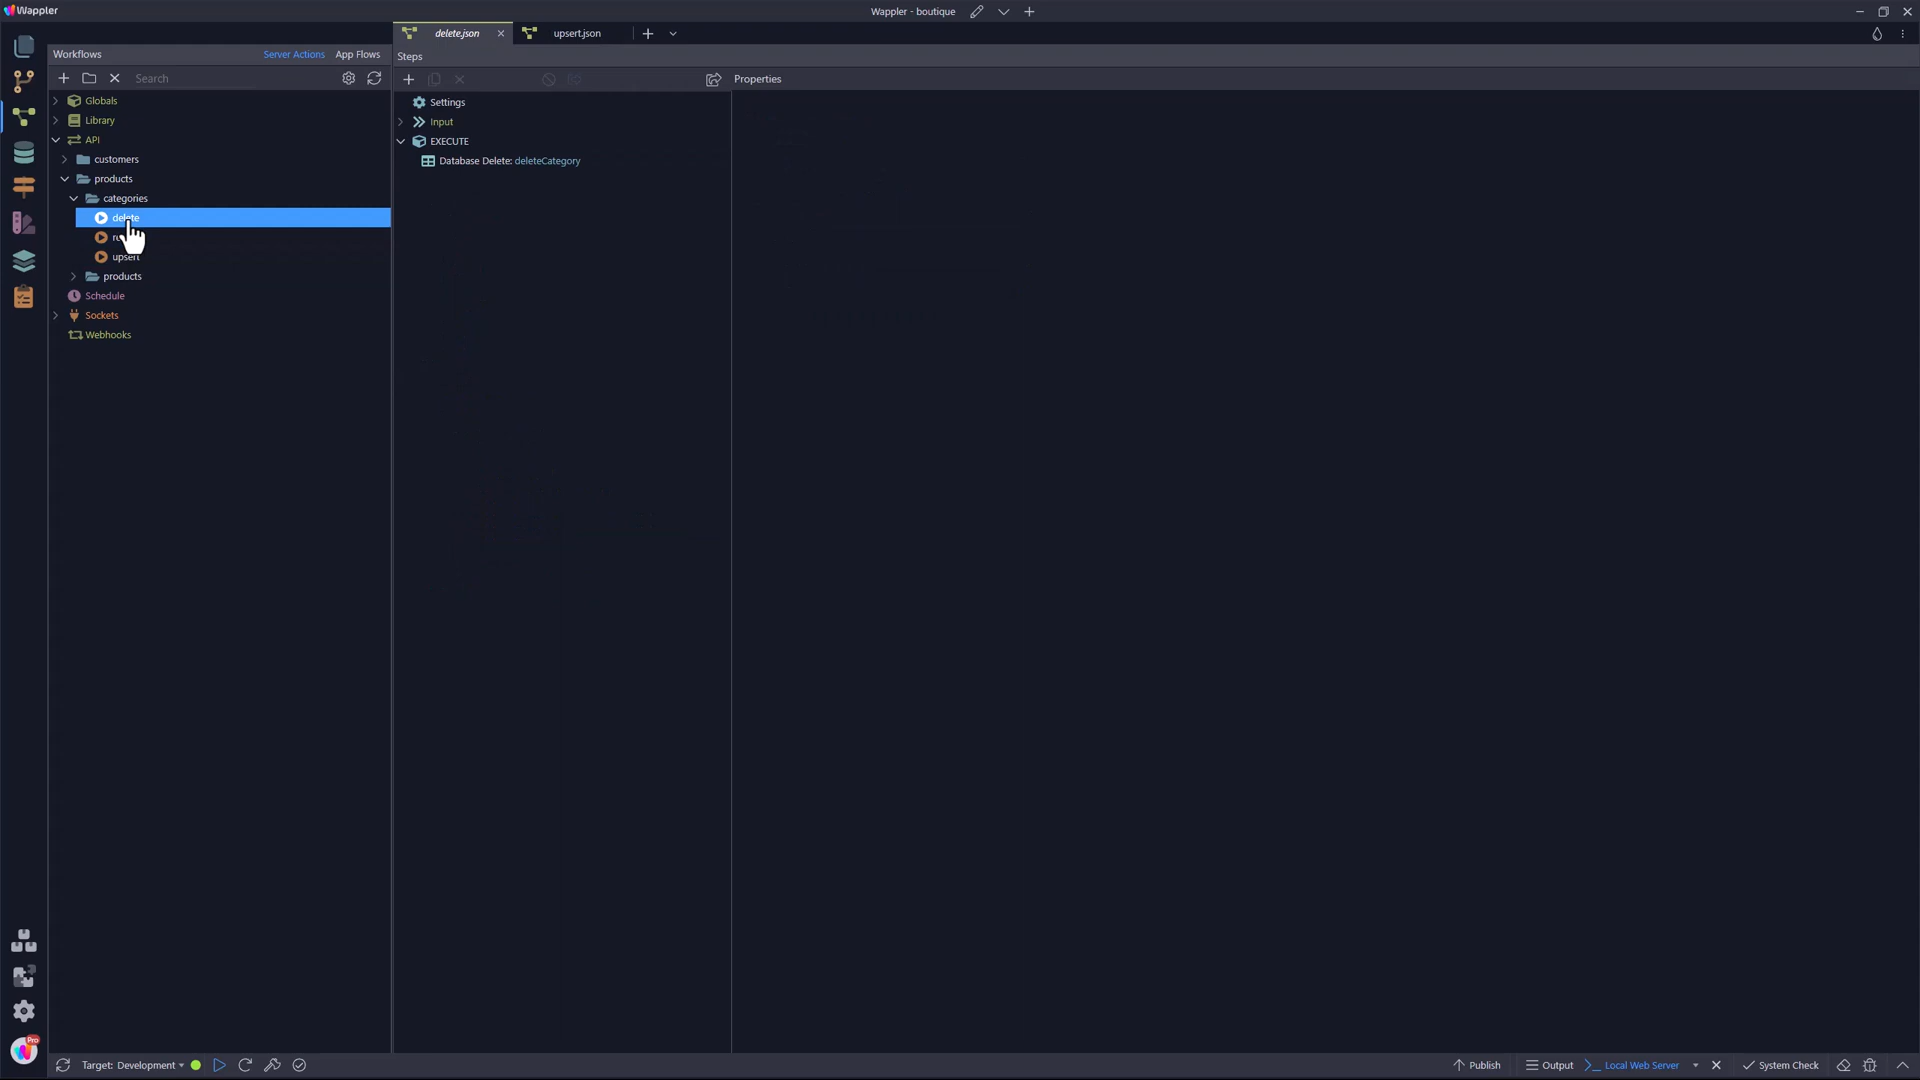 Wappler
Wappler - boutique
delete.json
upsert.json
Workflows
Server Actions
App Flows
Steps
Search
Properties
Globals
Library
API
customers
products
categories
delete
upsert
products
Schedule
Sockets
Webhooks
Settings
Input
EXECUTE
Database Delete: deleteCategory
Pro
Target: Development
Publish
Output
Local Web Server
System Check